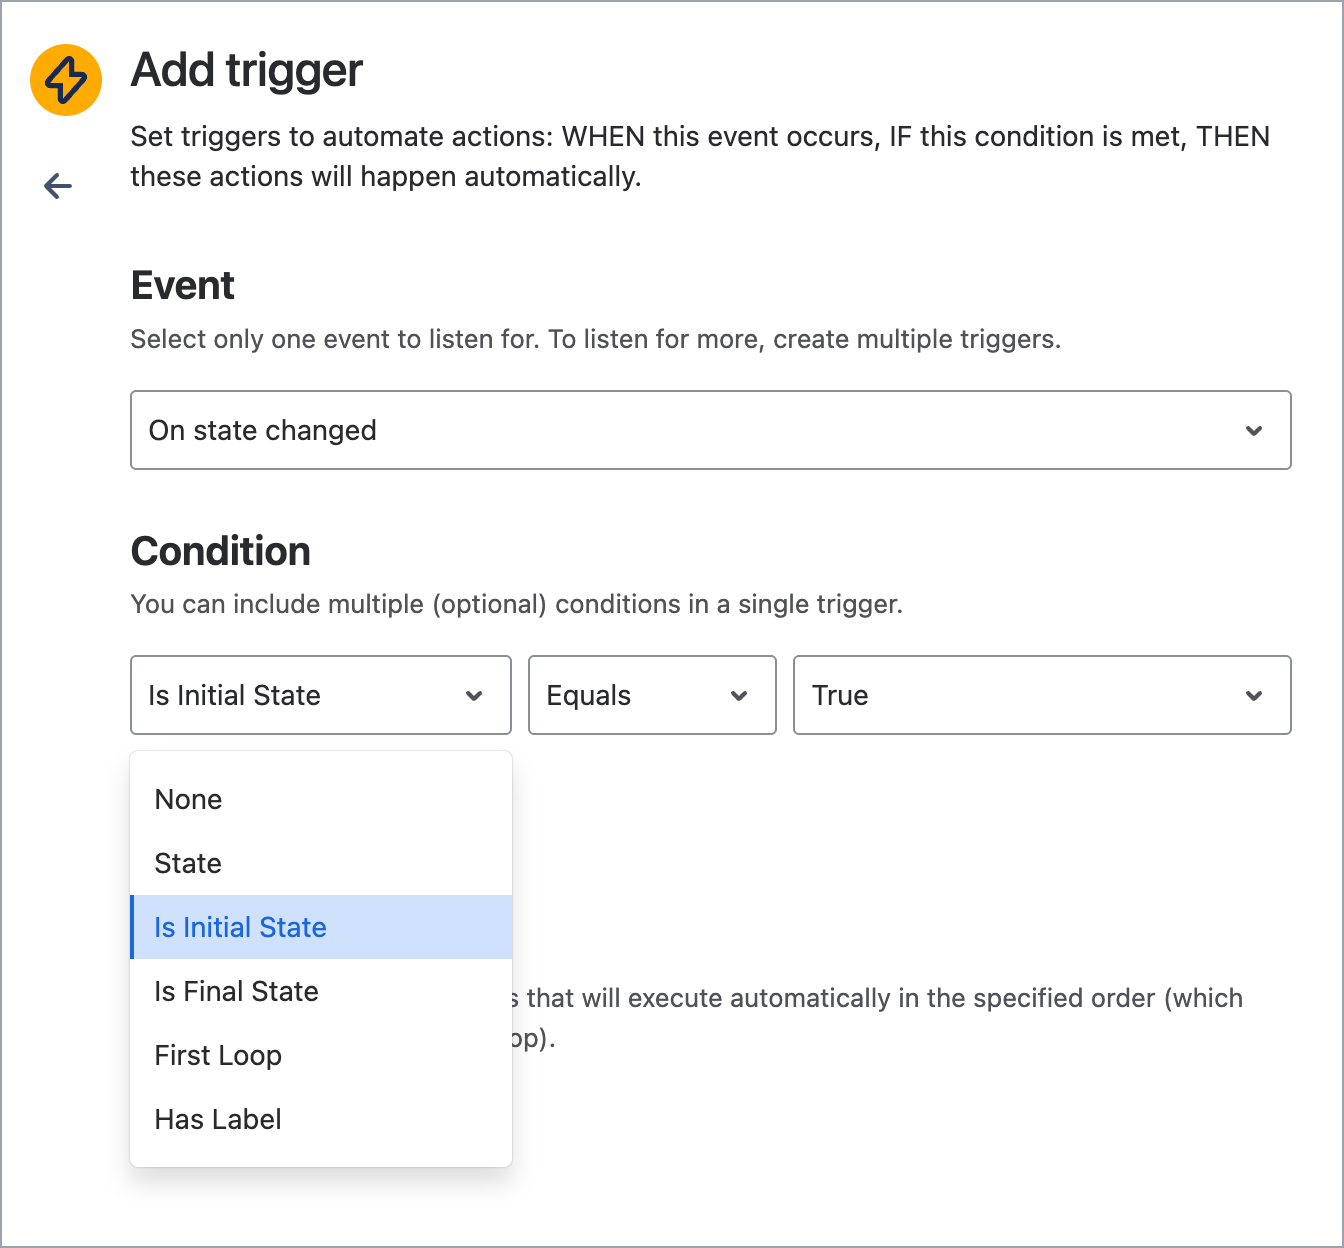 Add trigger
Set triggers to automate actions: WHEN this event occurs, IF this condition is met, THEN
these actions will happen automatically.
Event
Select only one event to listen for. To listen for more, create multiple triggers.
On state changed
Condition
You can include multiple (optional) conditions in a single trigger.
Is Initial State
Equals
True
None
State
Is Initial State
Is Final State
First Loop
Has Label
that will execute automatically in the specified order (which